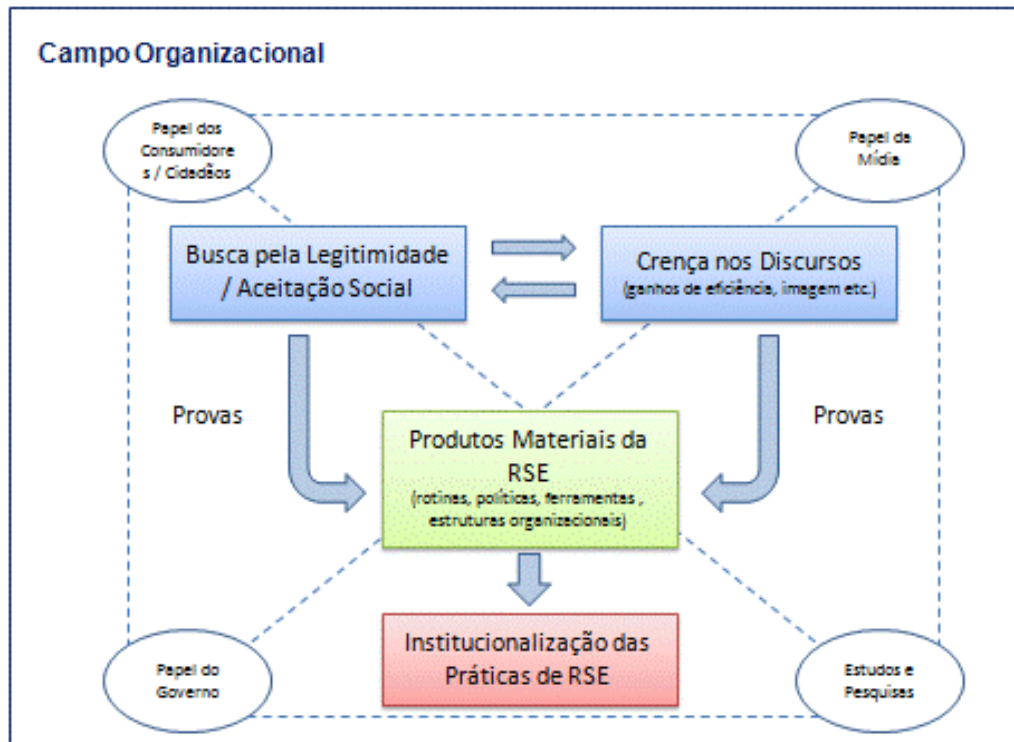 Campo Organizacional
Papel dos
Consumidore
s / Cidadãos
Papel da
Mídia
Busca pela Legitimidade
/ Aceitação Social
Crença nos Discursos
(ganhos de eficiência, imagem etc.)
Provas
Provas
Produtos Materiais da
RSE
(rotinas, políticas, ferramentas ,
estruturas organizacionais)
Institucionalização das
Práticas de RSE
Papel do
Governo
Estudos e
Pesquisas